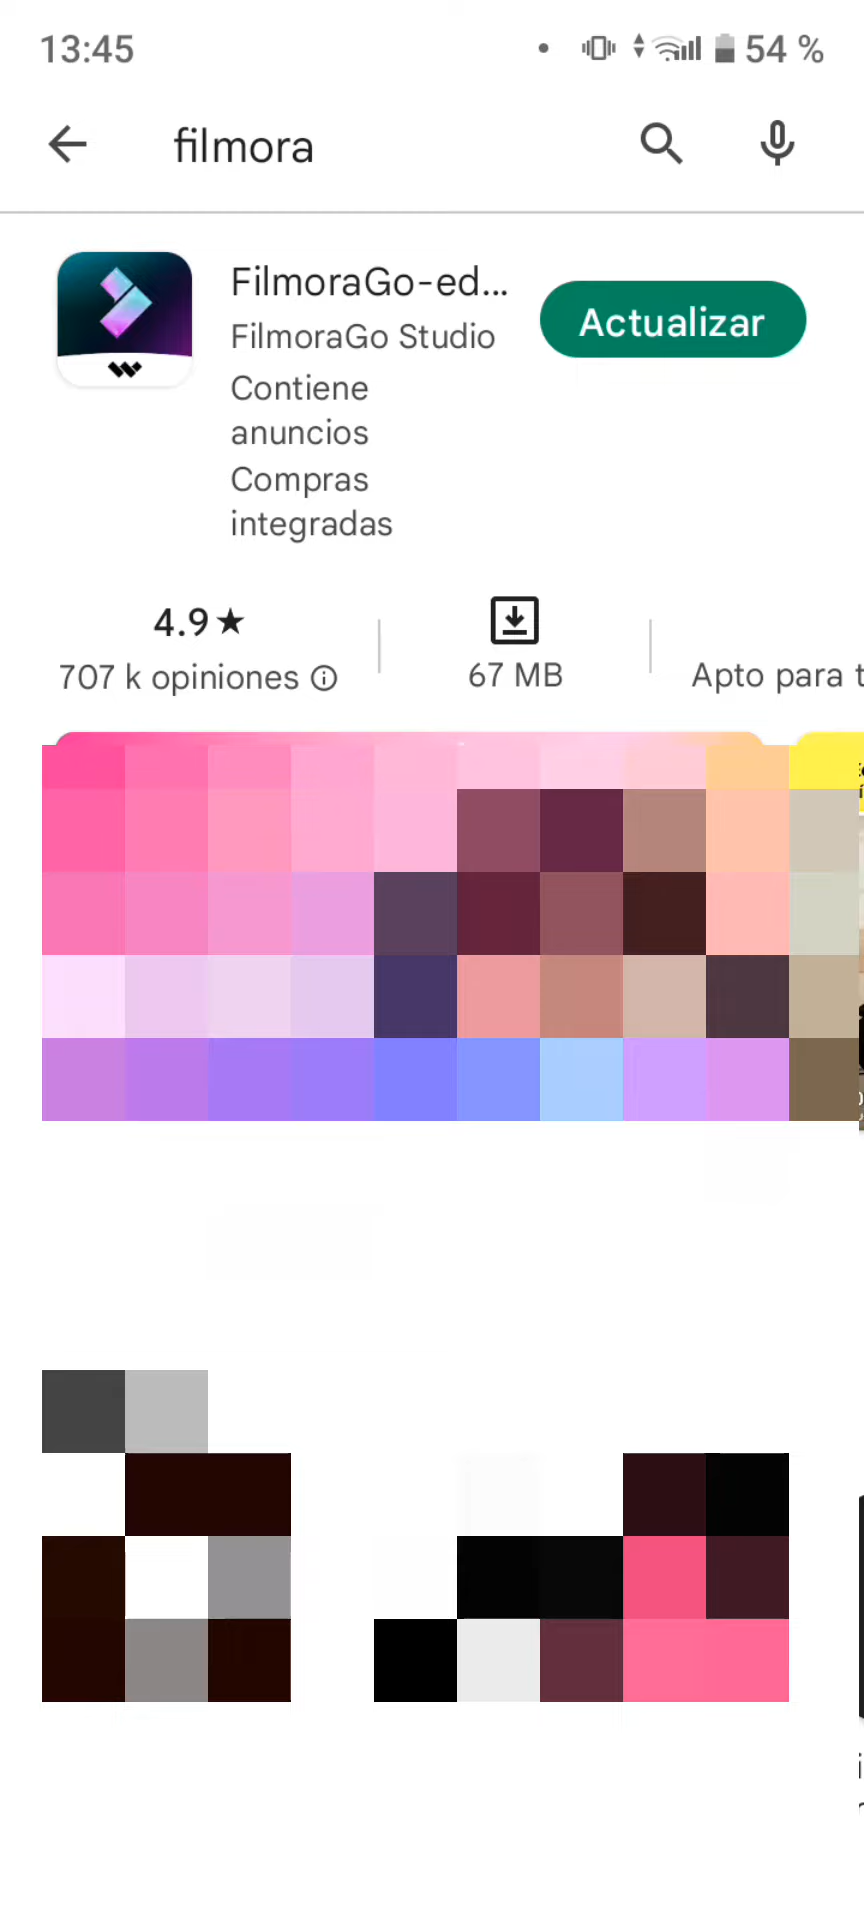 13:45
54 %
filmora
FilmoraGo-ed...
Actualizar
FilmoraGo Studio
Contiene
anuncios
Compras
integradas
4.9★
707 k opiniones
67 MB
Apto para t